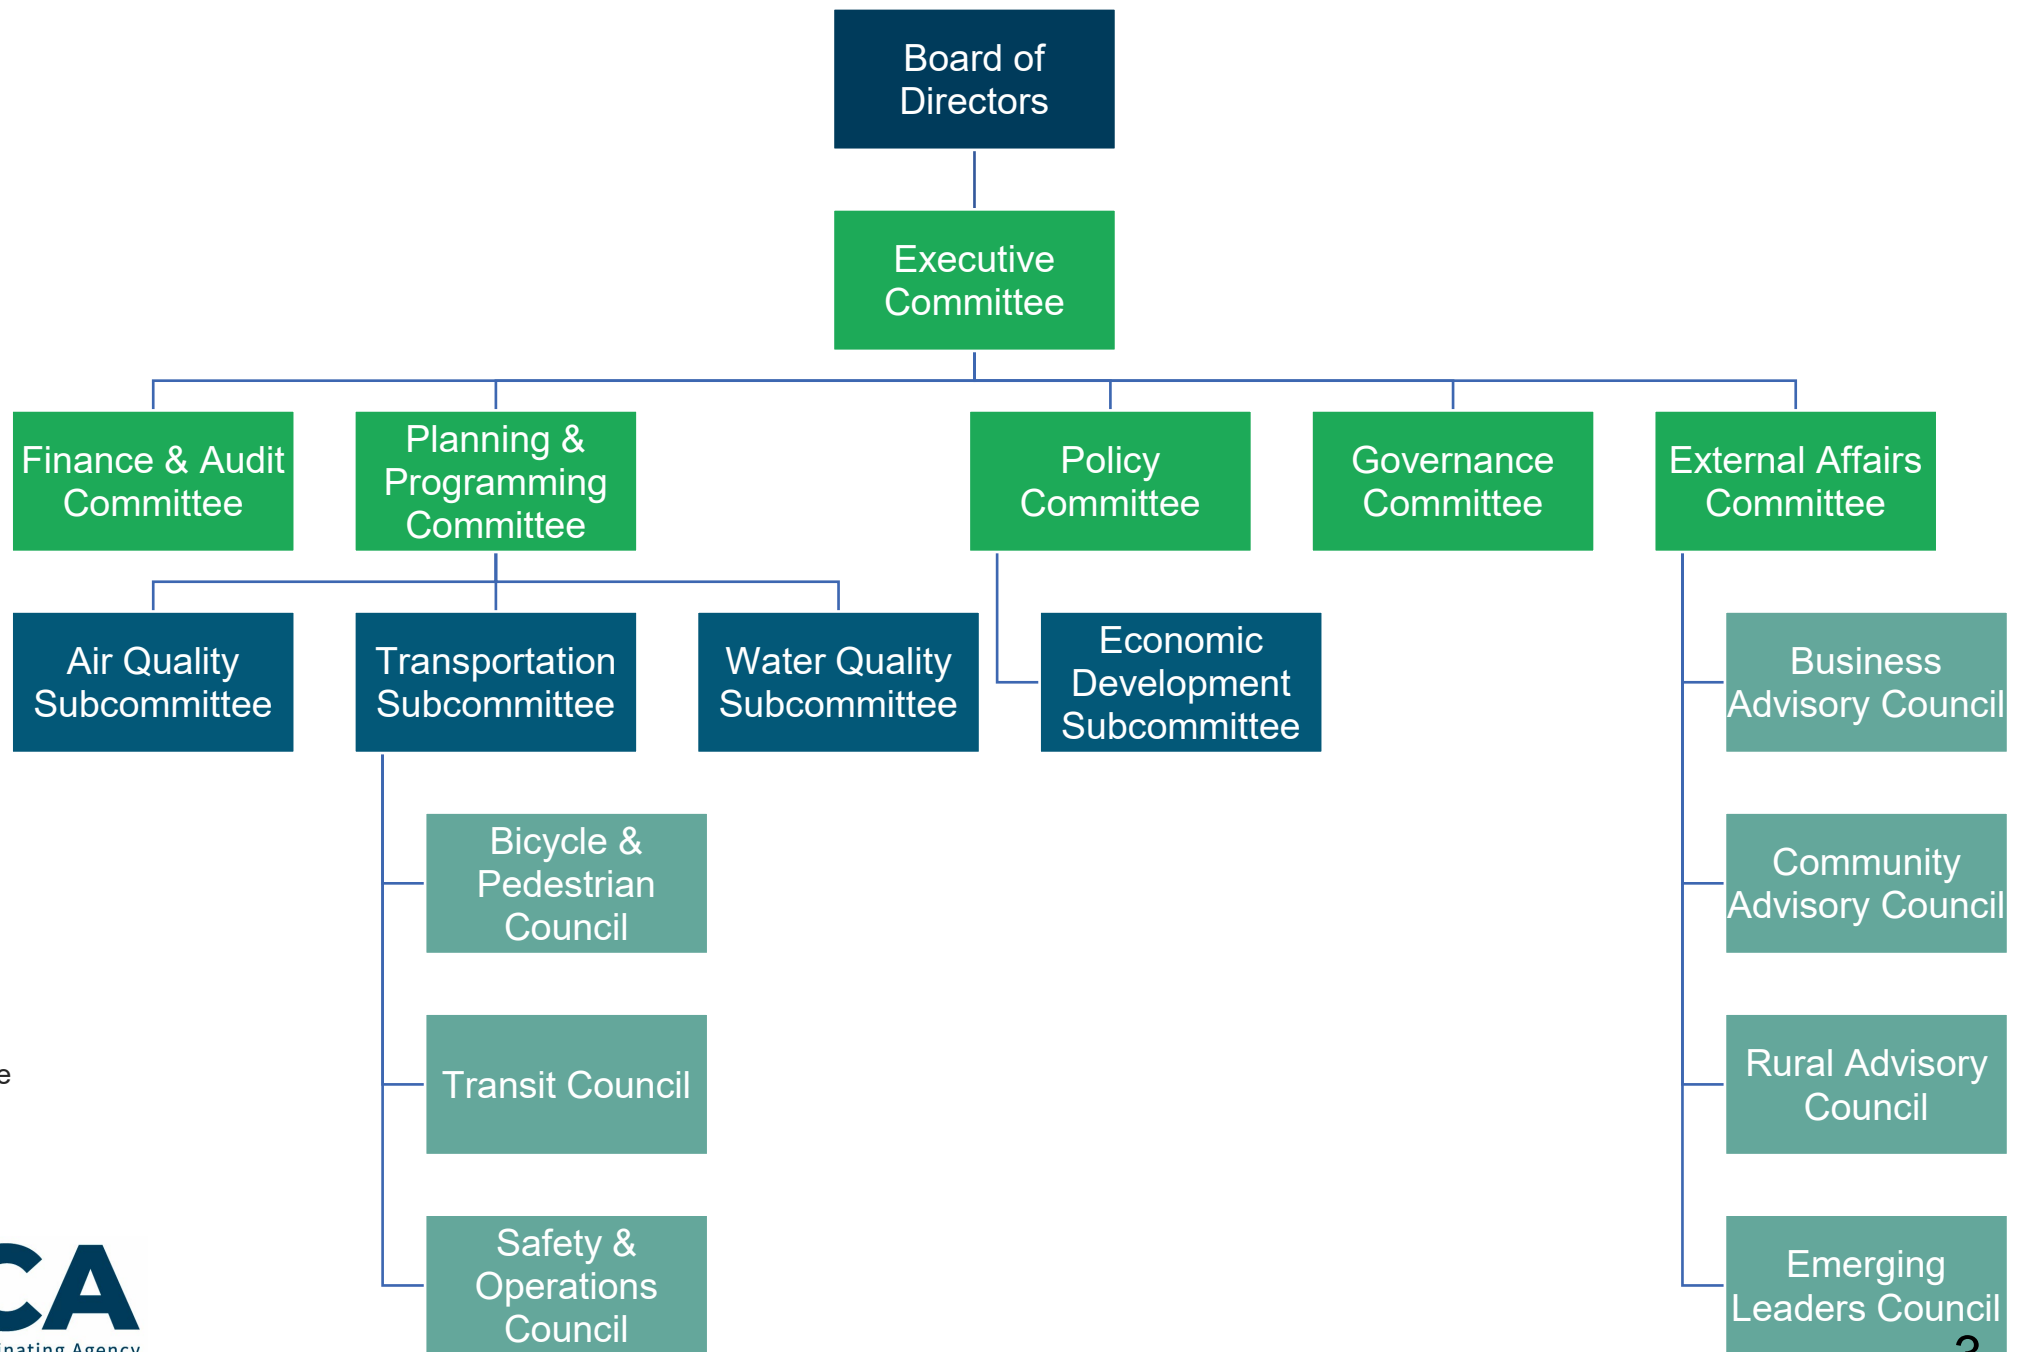 Board of
Directors
Executive
Committee
Finance & Audit
Committee
Planning &
Programming
Committee
Policy
Committee
Governance
Committee
External Affairs
Committee
Air Quality
Subcommittee
Transportation
Subcommittee
Water Quality
Subcommittee
Economic
Development
Subcommittee
Business
Advisory Council
Bicycle &
Pedestrian
Council
Community
Advisory Council
Transit Council
Rural Advisory
Council
Safety &
Operations
Council
Emerging
Leaders Council
e
CA
inating Agency